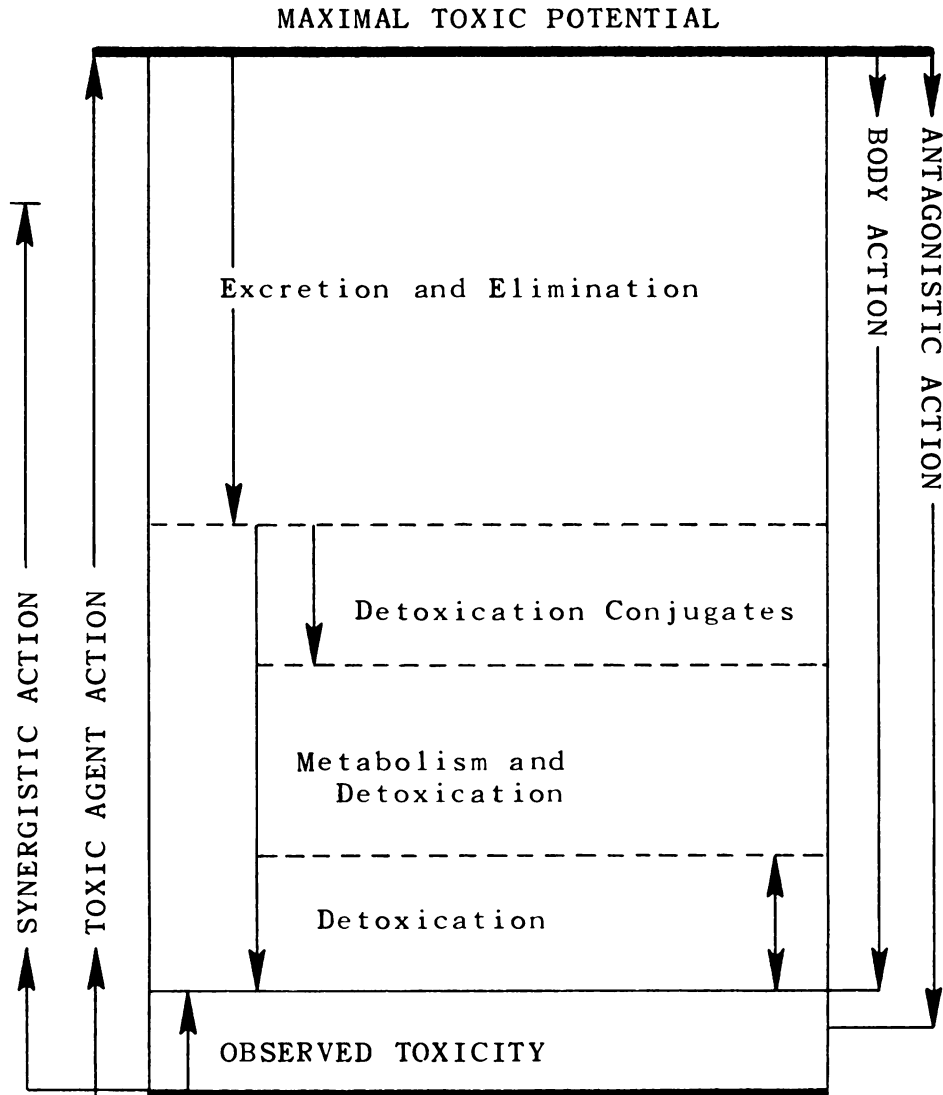 MAXIMAL TOXIC POTENTIAL
SYNERGISTIC ACTION
TOXIC AGENT ACTION
BODY ACTION
ANTAGONISTIC ACTION
Excretion and Elimination
Detoxication Conjugates
Metabolism and
Detoxication
Detoxication
OBSERVED TOXICITY